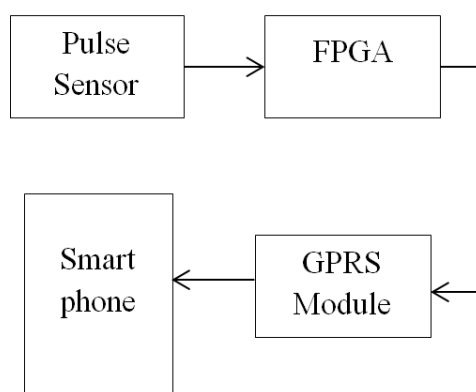 Pulse
Sensor
FPGA
Smart
phone
GPRS
Module